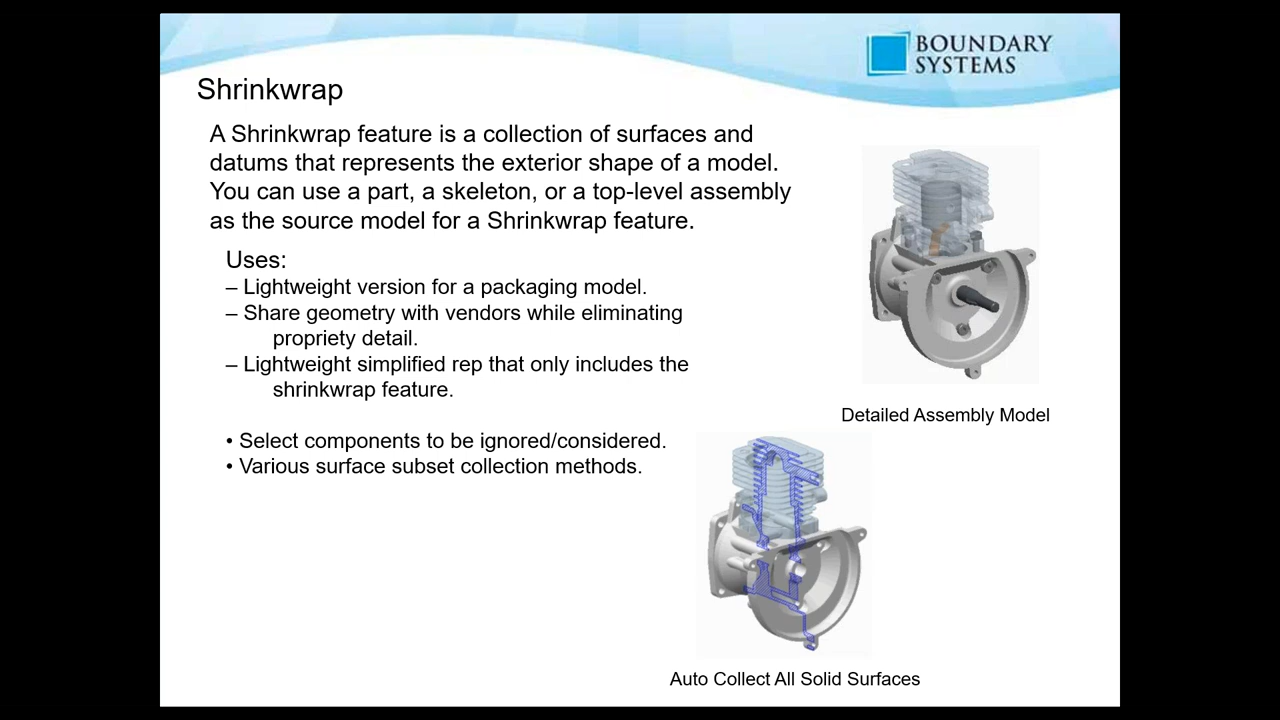 BOUNDARY
SYSTEMS
Shrinkwrap
A Shrinkwrap feature is a collection of surfaces and
datums that represents the exterior shape of a model.
You can use a part, a skeleton, or a top-level assembly
as the source model for a Shrinkwrap feature.
Uses:
– Lightweight version for a packaging model.
– Share geometry with vendors while eliminating
propriety detail.
– Lightweight simplified rep that only includes the
shrinkwrap feature.
• Select components to be ignored/considered.
• Various surface subset collection methods.
Detailed Assembly Model
Auto Collect All Solid Surfaces